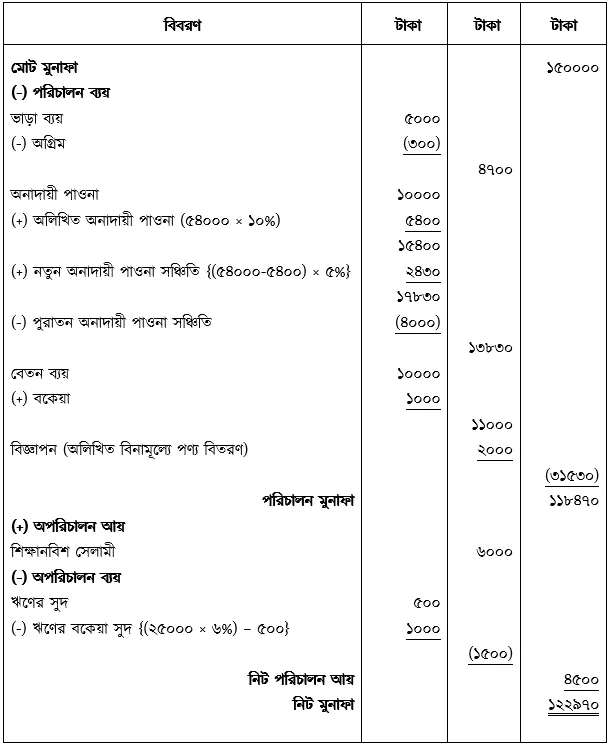 বিবরণ টাকা টাকা টাকা
মোট মুনাফা ১৫০০০০
(-) পরিচালন ব্যয়
ভাড়া ব্যয় ৫০০০
(-) অগ্রিম (৩০০)
৪৭০০
অনাদায়ী পাওনা ১০০০০
(+) অলিখিত অনাদায়ী পাওনা (৫৪০০০ × ১০%) ৫৪০০
১৫৪০০
(+) নতুন অনাদায়ী পাওনা সঞ্চিতি {(৫৪০০০-৫৪০০) × ৫%} ২৪৩০
১৭৮৩০
(-) পুরাতন অনাদায়ী পাওনা সঞ্চিতি (৪০০০)
১৩৮৩০
বেতন ব্যয় ১০০০০
(+) বকেয়া ১০০০
১১০০০
বিজ্ঞাপন (অলিখিত বিনামূল্যে পণ্য বিতরণ) ২০০০
(৩১৫৩০)
পরিচালন মুনাফা ১১৮৪৭০
(+) অপরিচালন আয়
শিক্ষানবিশ সেলামী ৬০০০
(-) অপরিচালন ব্যয়
ঋণের সুদ ৫০০
(-) ঋণের বকেয়া সুদ {(২৫০০০ × ৬%) – ৫০০} ১০০০
(১৫০০)
নিট পরিচালন আয় ৪৫০০
নিট মুনাফা ১২২৯৭০